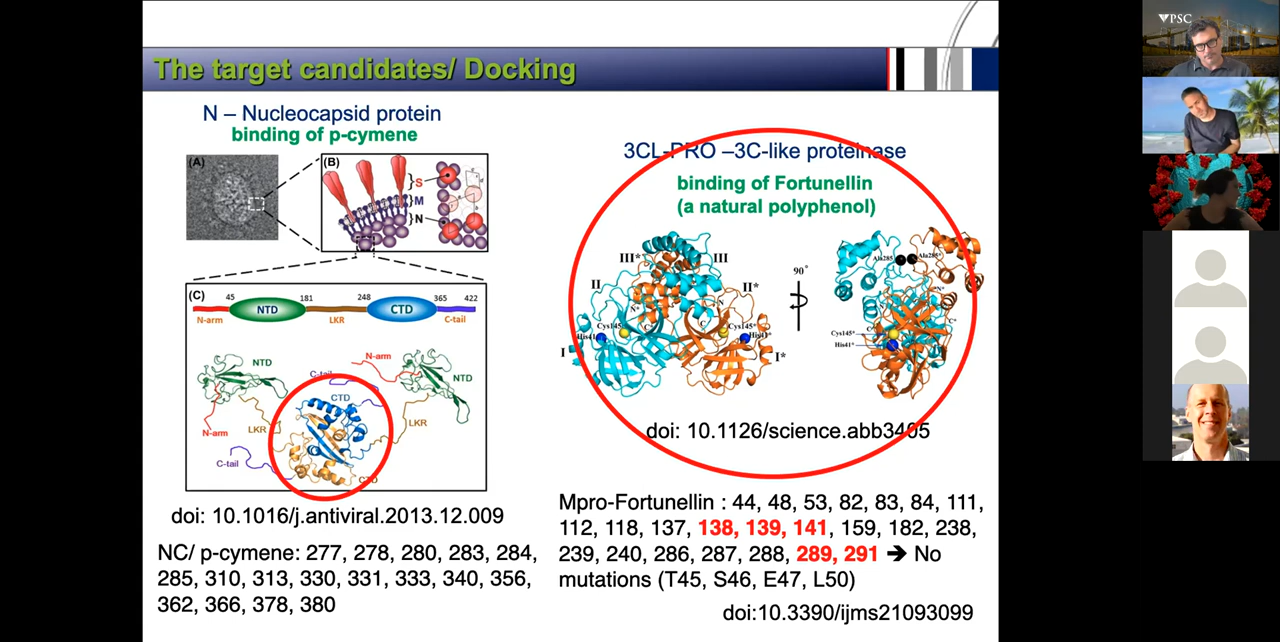 The target candidates/ Docking
N – Nucleocapsid protein
binding of p-cymene
(A)
(B)
S
M
N
(C)
45
181
248
365
422
N-arm
NTD
LKR
CTD
C-tail
NTD
N-arm
C-tail
CTD
NTD
N-arm
LKR
LKR
C-tail
CTD
doi: 10.1016/j.antiviral.2013.12.009
NC/ p-cymene: 277, 278, 280, 283, 284,
285, 310, 313, 330, 331, 333, 340, 356,
362, 366, 378, 380
3CL-PRO –3C-like proteinase
binding of Fortunellin
(a natural polyphenol)
III*
III
II
II*
N*
N
C*
C
Cys145
Cys145*
His41
His41*
I
I*
90°
Ala285
Ala285*
N*
C*
Cys145*
His41*
doi: 10.1126/science.abb3405
Mpro-Fortunellin : 44, 48, 53, 82, 83, 84, 111,
112, 118, 137, 138, 139, 141, 159, 182, 238,
239, 240, 286, 287, 288, 289, 291 ➔ No
mutations (T45, S46, E47, L50)
doi:10.3390/ijms21093099
PSC